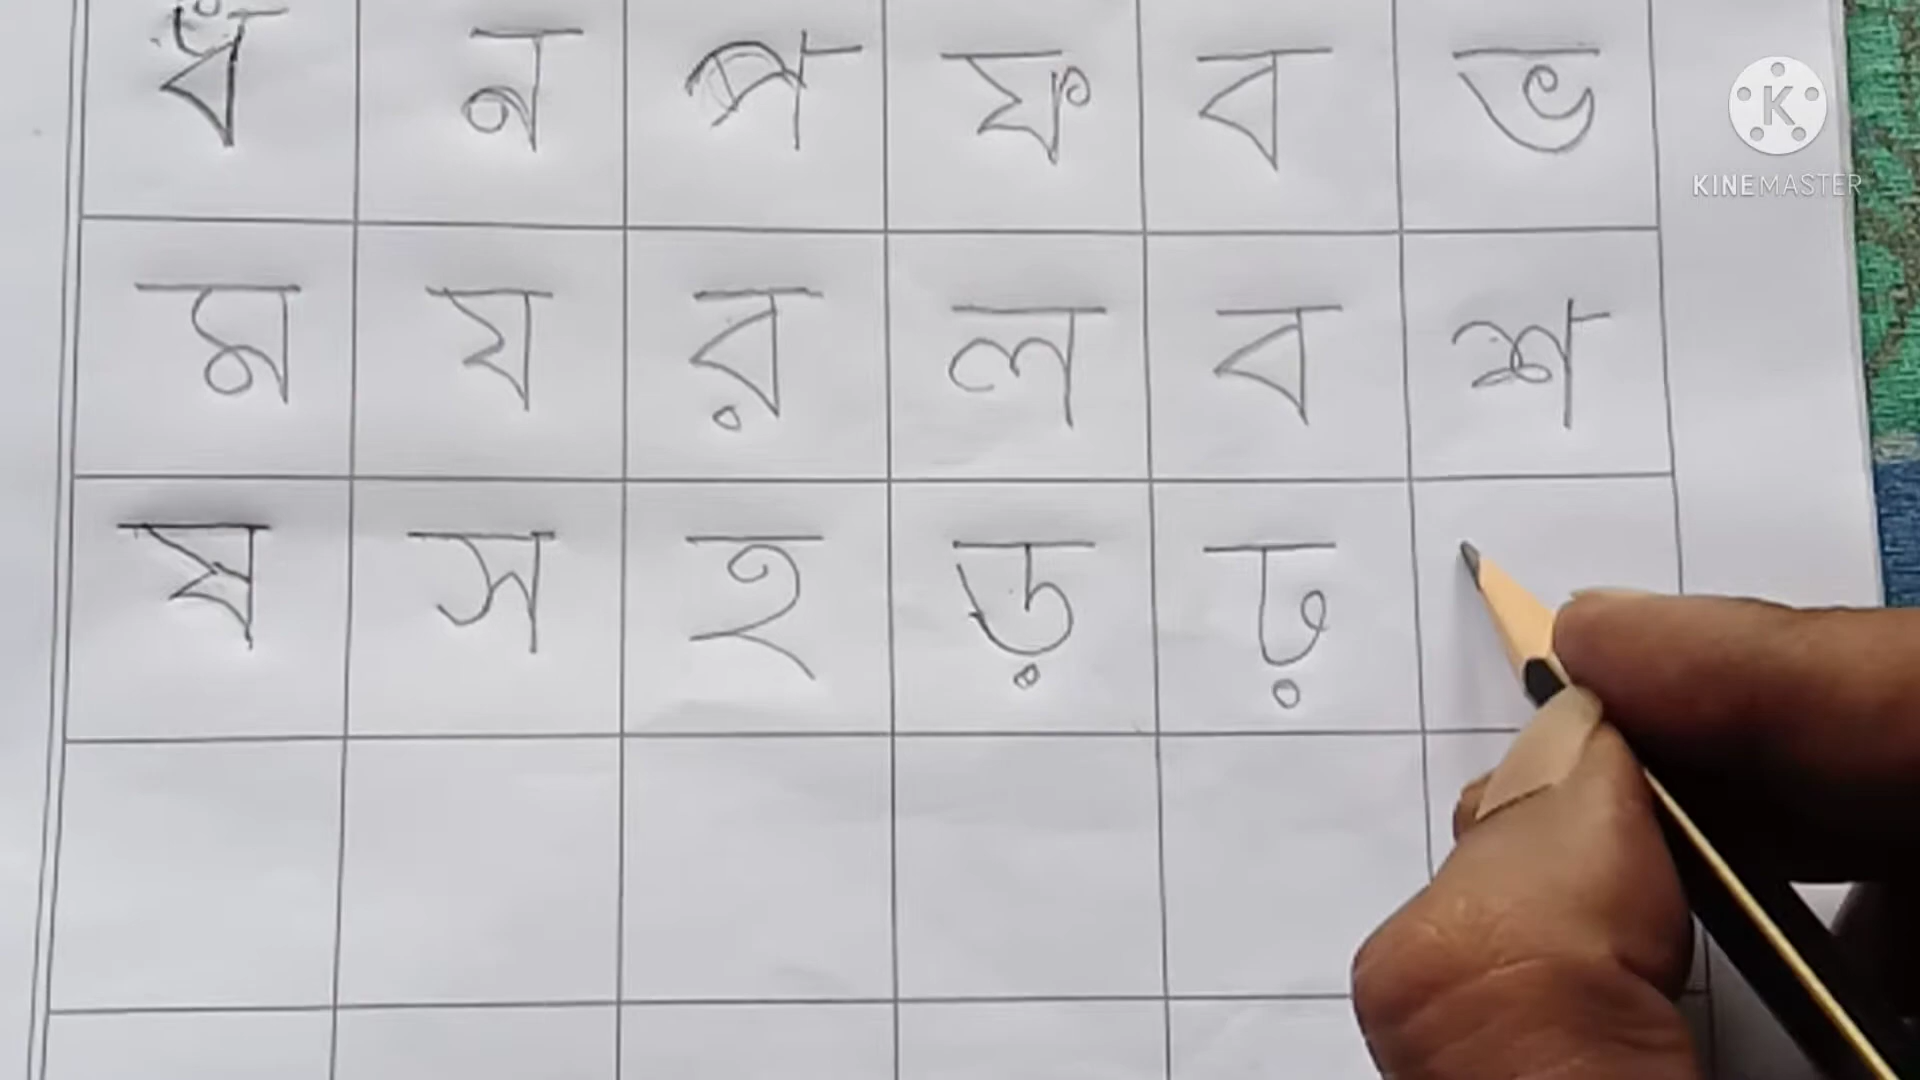 ধ ন প ফ ব ভ
ম য র ল ব শ
ষ স হ ড় ঢ়
KINEMASTER